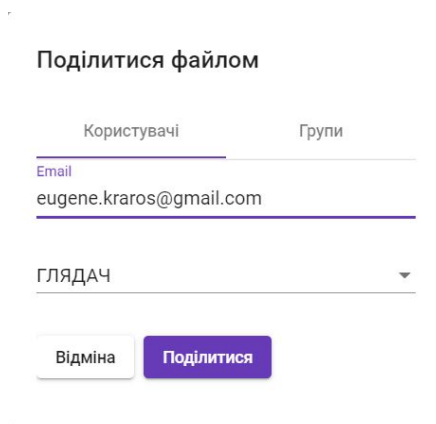 Поділитися файлом
Користувачі Групи
Email
eugene.kraros@gmail.com
ГЛЯДАЧ
Відміна Поділитися